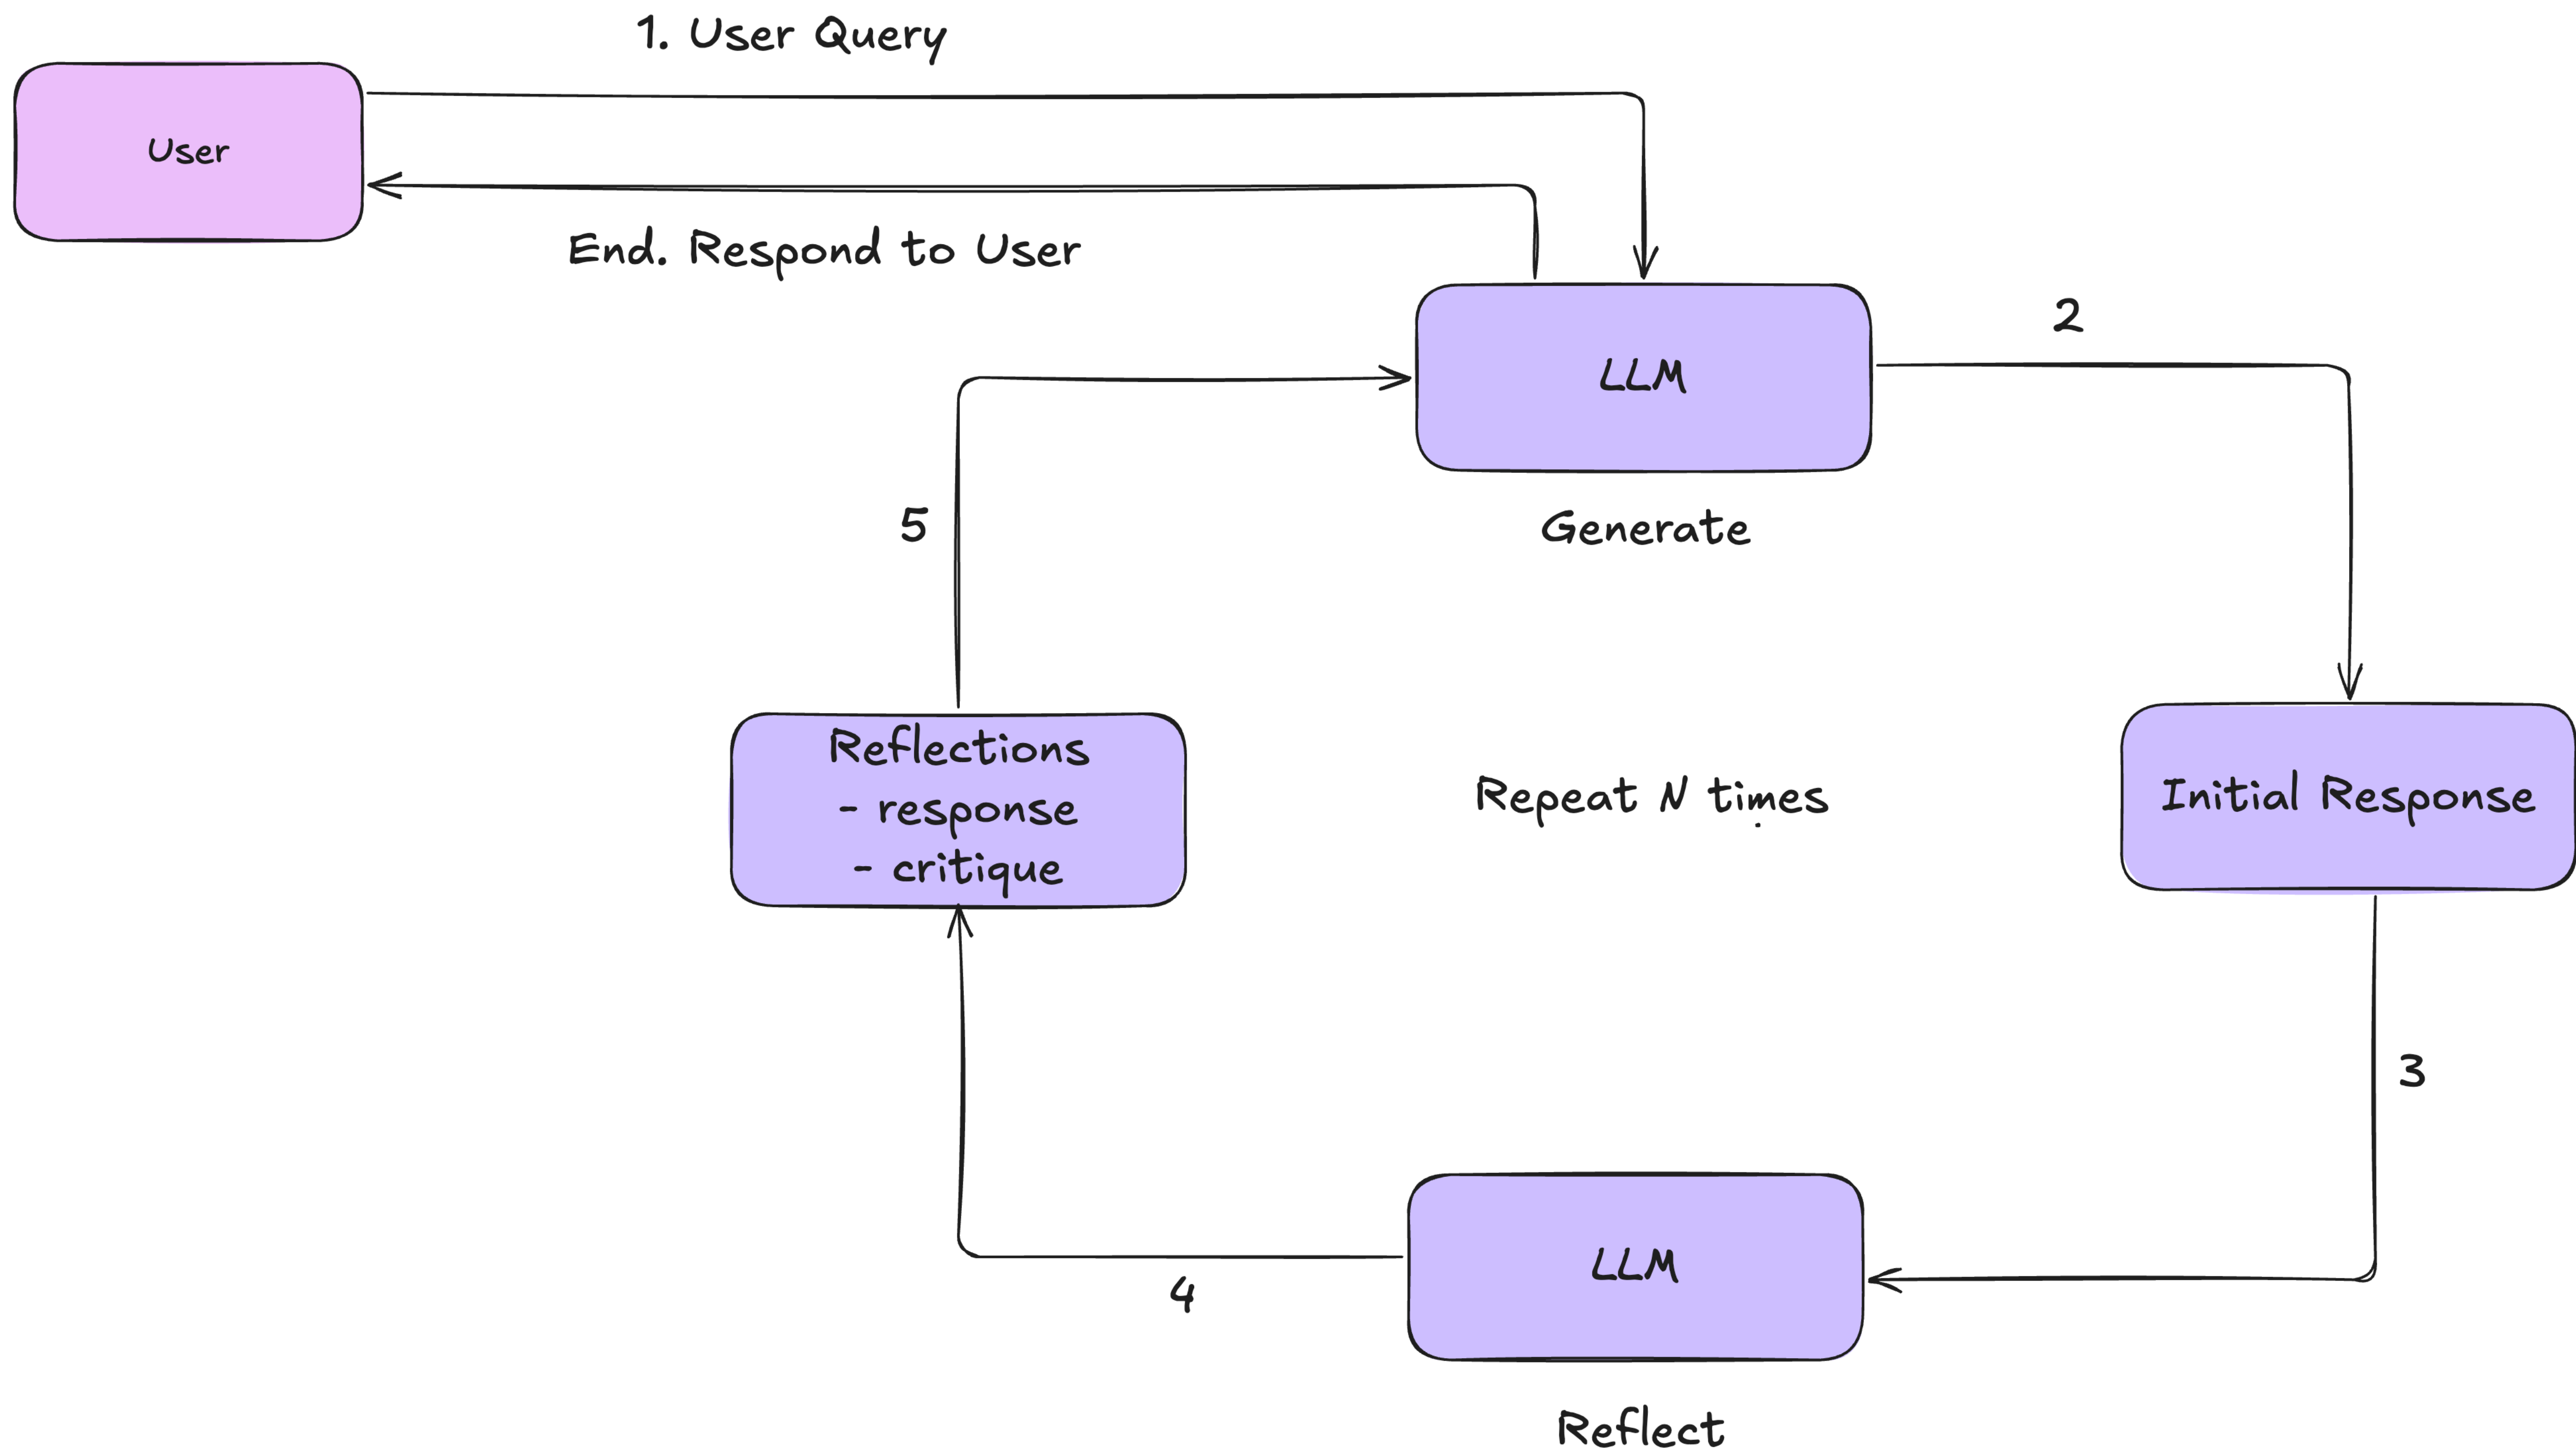 1. User Query
User
End. Respond to User
LLM
2
Generate
5
Reflections
- response
- critique
Repeat N times
Initial Response
3
LLM
4
Reflect